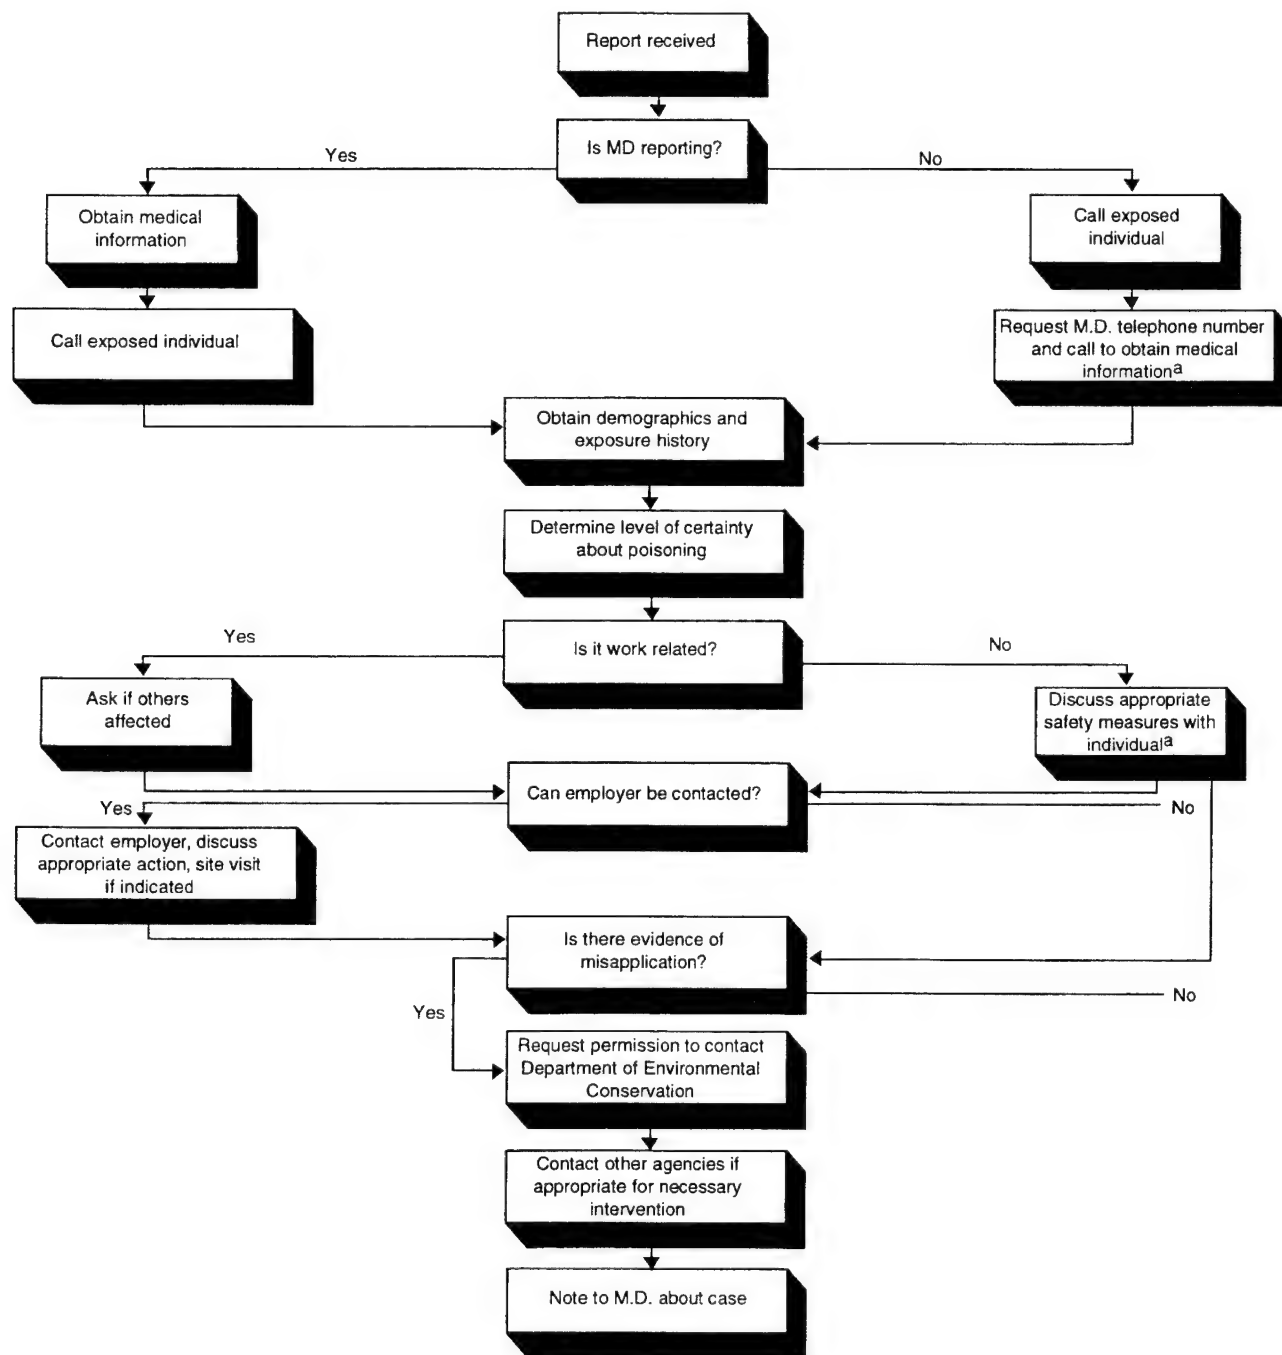 Report received
Is MD reporting?
Yes
No
Obtain medical
information
Call exposed
individual
Call exposed individual
Request M.D. telephone number
and call to obtain medical
informationa
Obtain demographics and
exposure history
Determine level of certainty
about poisoning
Is it work related?
Yes
No
Ask if others
affected
Discuss appropriate
safety measures with
individuala
Can employer be contacted?
Yes
No
Contact employer, discuss
appropriate action, site visit
if indicated
Is there evidence of
misapplication?
Yes
No
Request permission to contact
Department of Environmental
Conservation
Contact other agencies if
appropriate for necessary
intervention
Note to M.D. about case